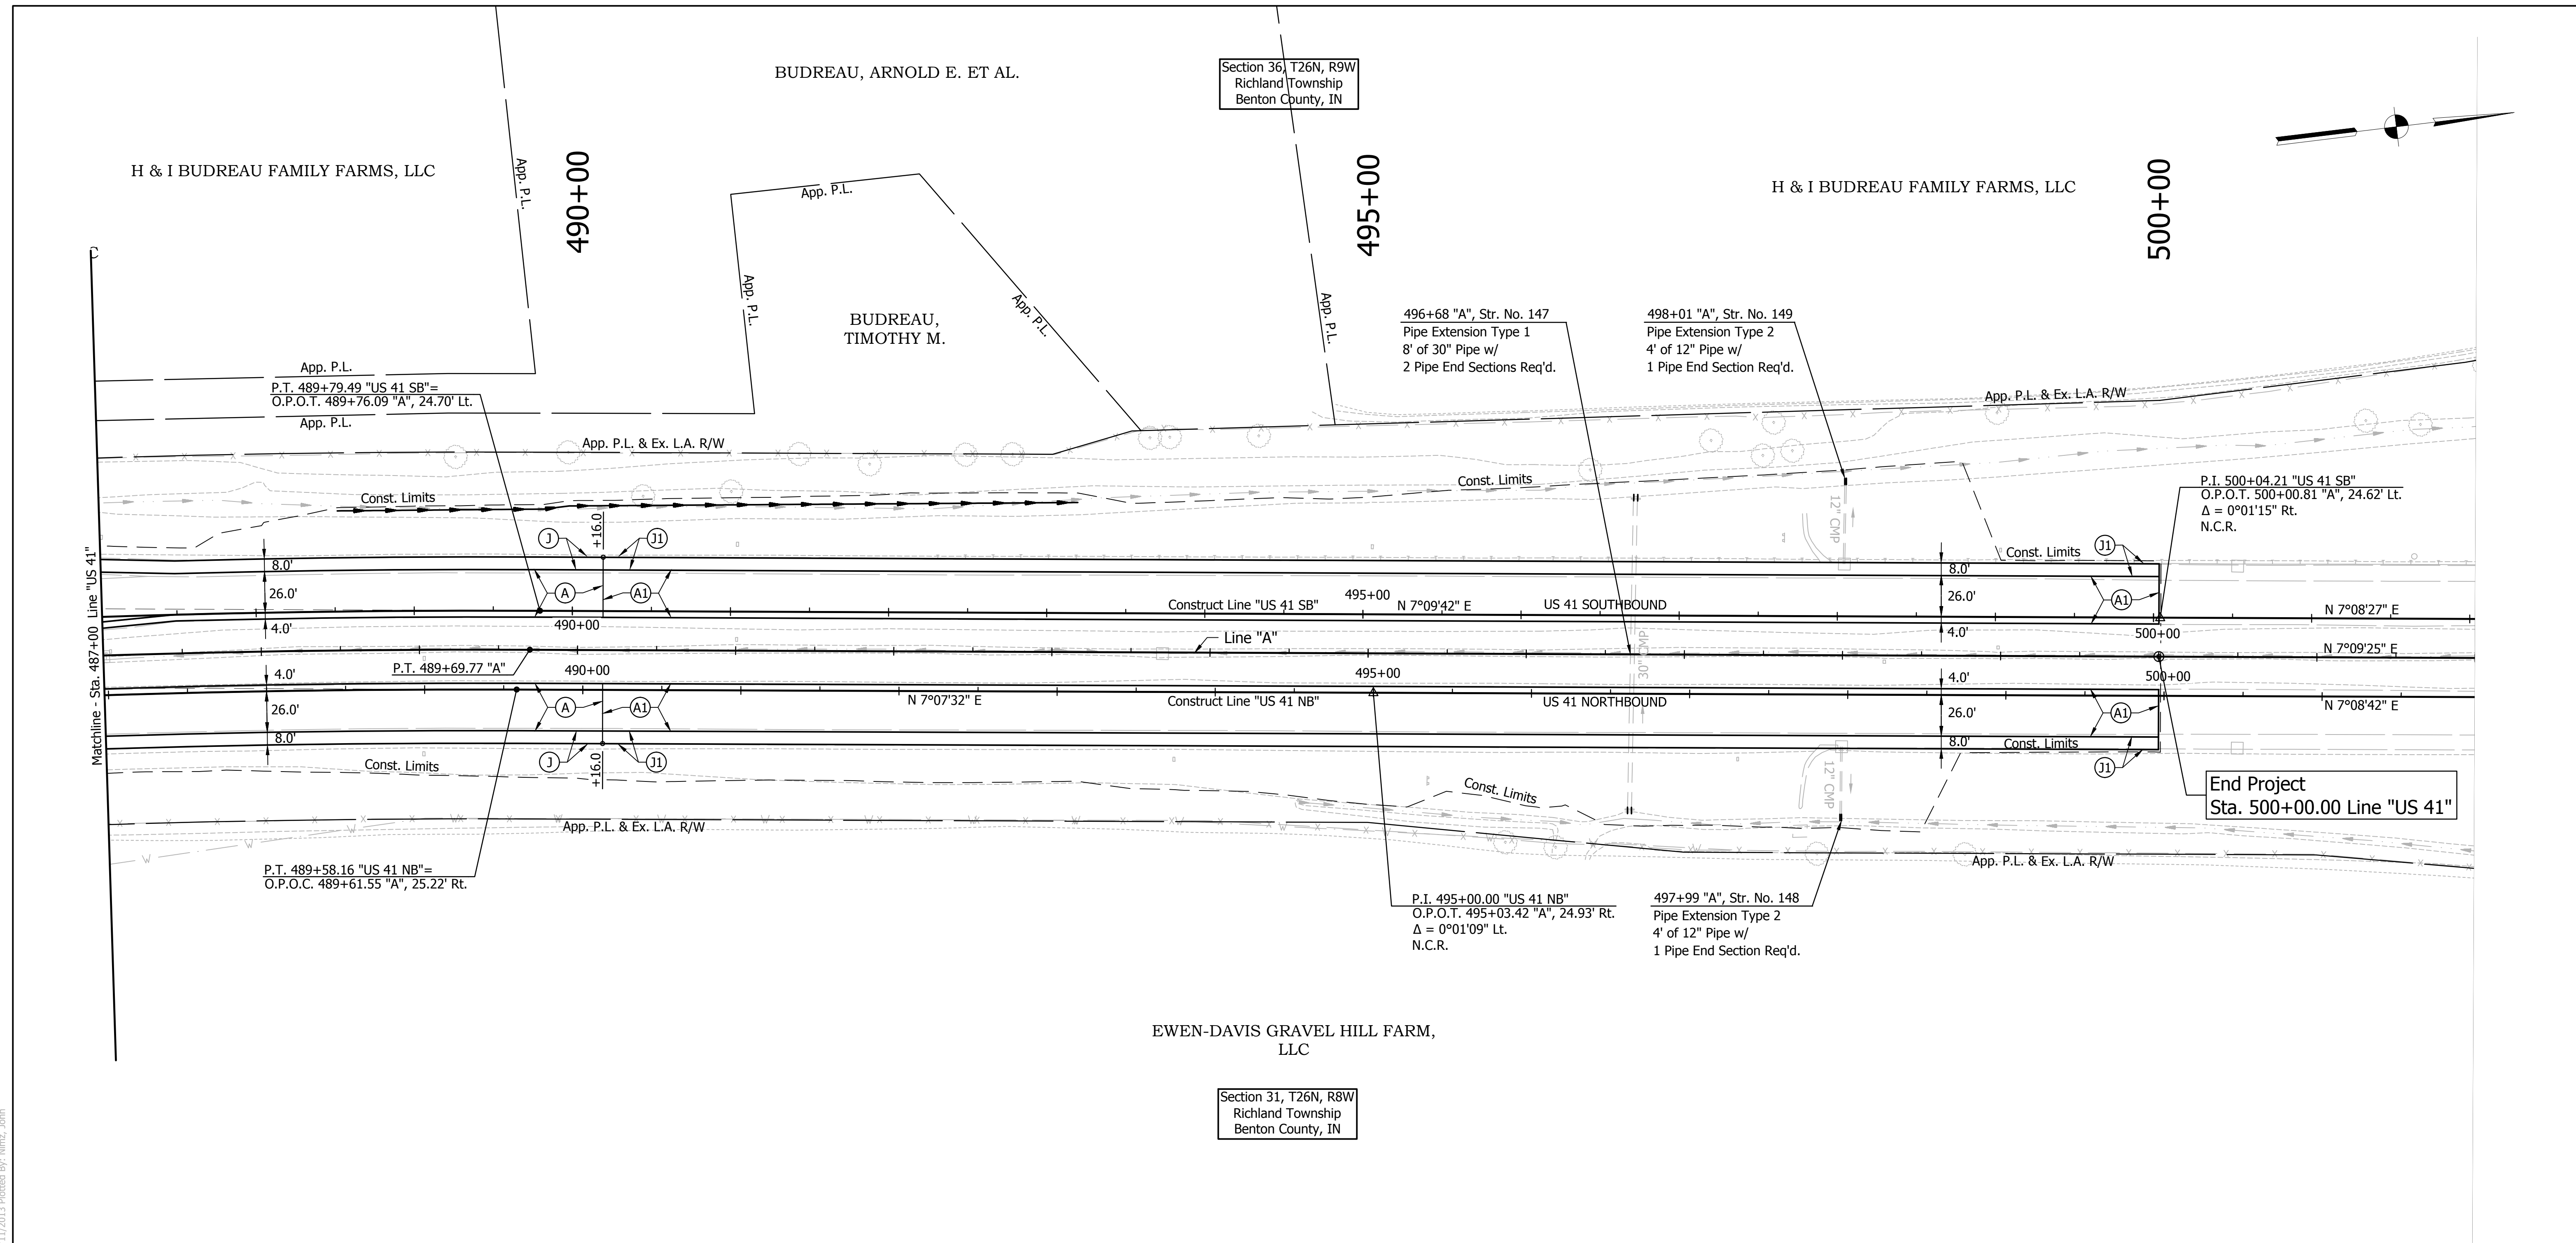 BUDREAU, ARNOLD E. ET AL.
Section 36, T26N, R9W
Richland Township
Benton County, IN
H & I BUDREAU FAMILY FARMS, LLC
App. P.L.
490+00
App. P.L.
495+00
H & I BUDREAU FAMILY FARMS, LLC
500+00
App. P.L.
App. P.L.
App. P.L.
BUDREAU,
TIMOTHY M.
496+68 "A", Str. No. 147
Pipe Extension Type 1
8' of 30" Pipe w/
2 Pipe End Sections Req'd.
498+01 "A", Str. No. 149
Pipe Extension Type 2
4' of 12" Pipe w/
1 Pipe End Section Req'd.
App. P.L.
P.T. 489+79.49 "US 41 SB"=
O.P.O.T. 489+76.09 "A", 24.70' Lt.
App. P.L.
App. P.L. & Ex. L.A. R/W
App. P.L. & Ex. L.A. R/W
Const. Limits
Const. Limits
12" CMP
P.I. 500+04.21 "US 41 SB"
O.P.O.T. 500+00.81 "A", 24.62' Lt.
Δ = 0°01'15" Rt.
N.C.R.
+16.0
J
J1
Const. Limits
J1
8.0'
8.0'
26.0'
A
A1
495+00
26.0'
A1
Construct Line "US 41 SB"
N 7°09'42" E
US 41 SOUTHBOUND
N 7°08'27" E
4.0'
490+00
4.0'
500+00
Line "A"
30" CMP
N 7°09'25" E
Matchline - Sta. 487+00 Line "US 41"
P.T. 489+69.77 "A"
490+00
495+00
500+00
4.0'
4.0'
26.0'
A
A1
N 7°07'32" E
Construct Line "US 41 NB"
US 41 NORTHBOUND
26.0'
A1
N 7°08'42" E
8.0'
8.0'
Const. Limits
J
J1
+16.0
J1
Const. Limits
12" CMP
Const. Limits
End Project
Sta. 500+00.00 Line "US 41"
App. P.L. & Ex. L.A. R/W
App. P.L. & Ex. L.A. R/W
P.T. 489+58.16 "US 41 NB"=
O.P.O.C. 489+61.55 "A", 25.22' Rt.
P.I. 495+00.00 "US 41 NB"
O.P.O.T. 495+03.42 "A", 24.93' Rt.
Δ = 0°01'09" Lt.
N.C.R.
497+99 "A", Str. No. 148
Pipe Extension Type 2
4' of 12" Pipe w/
1 Pipe End Section Req'd.
EWEN-DAVIS GRAVEL HILL FARM,
LLC
Section 31, T26N, R8W
Richland Township
Benton County, IN
11/2013 Plotted By: Nimz, John